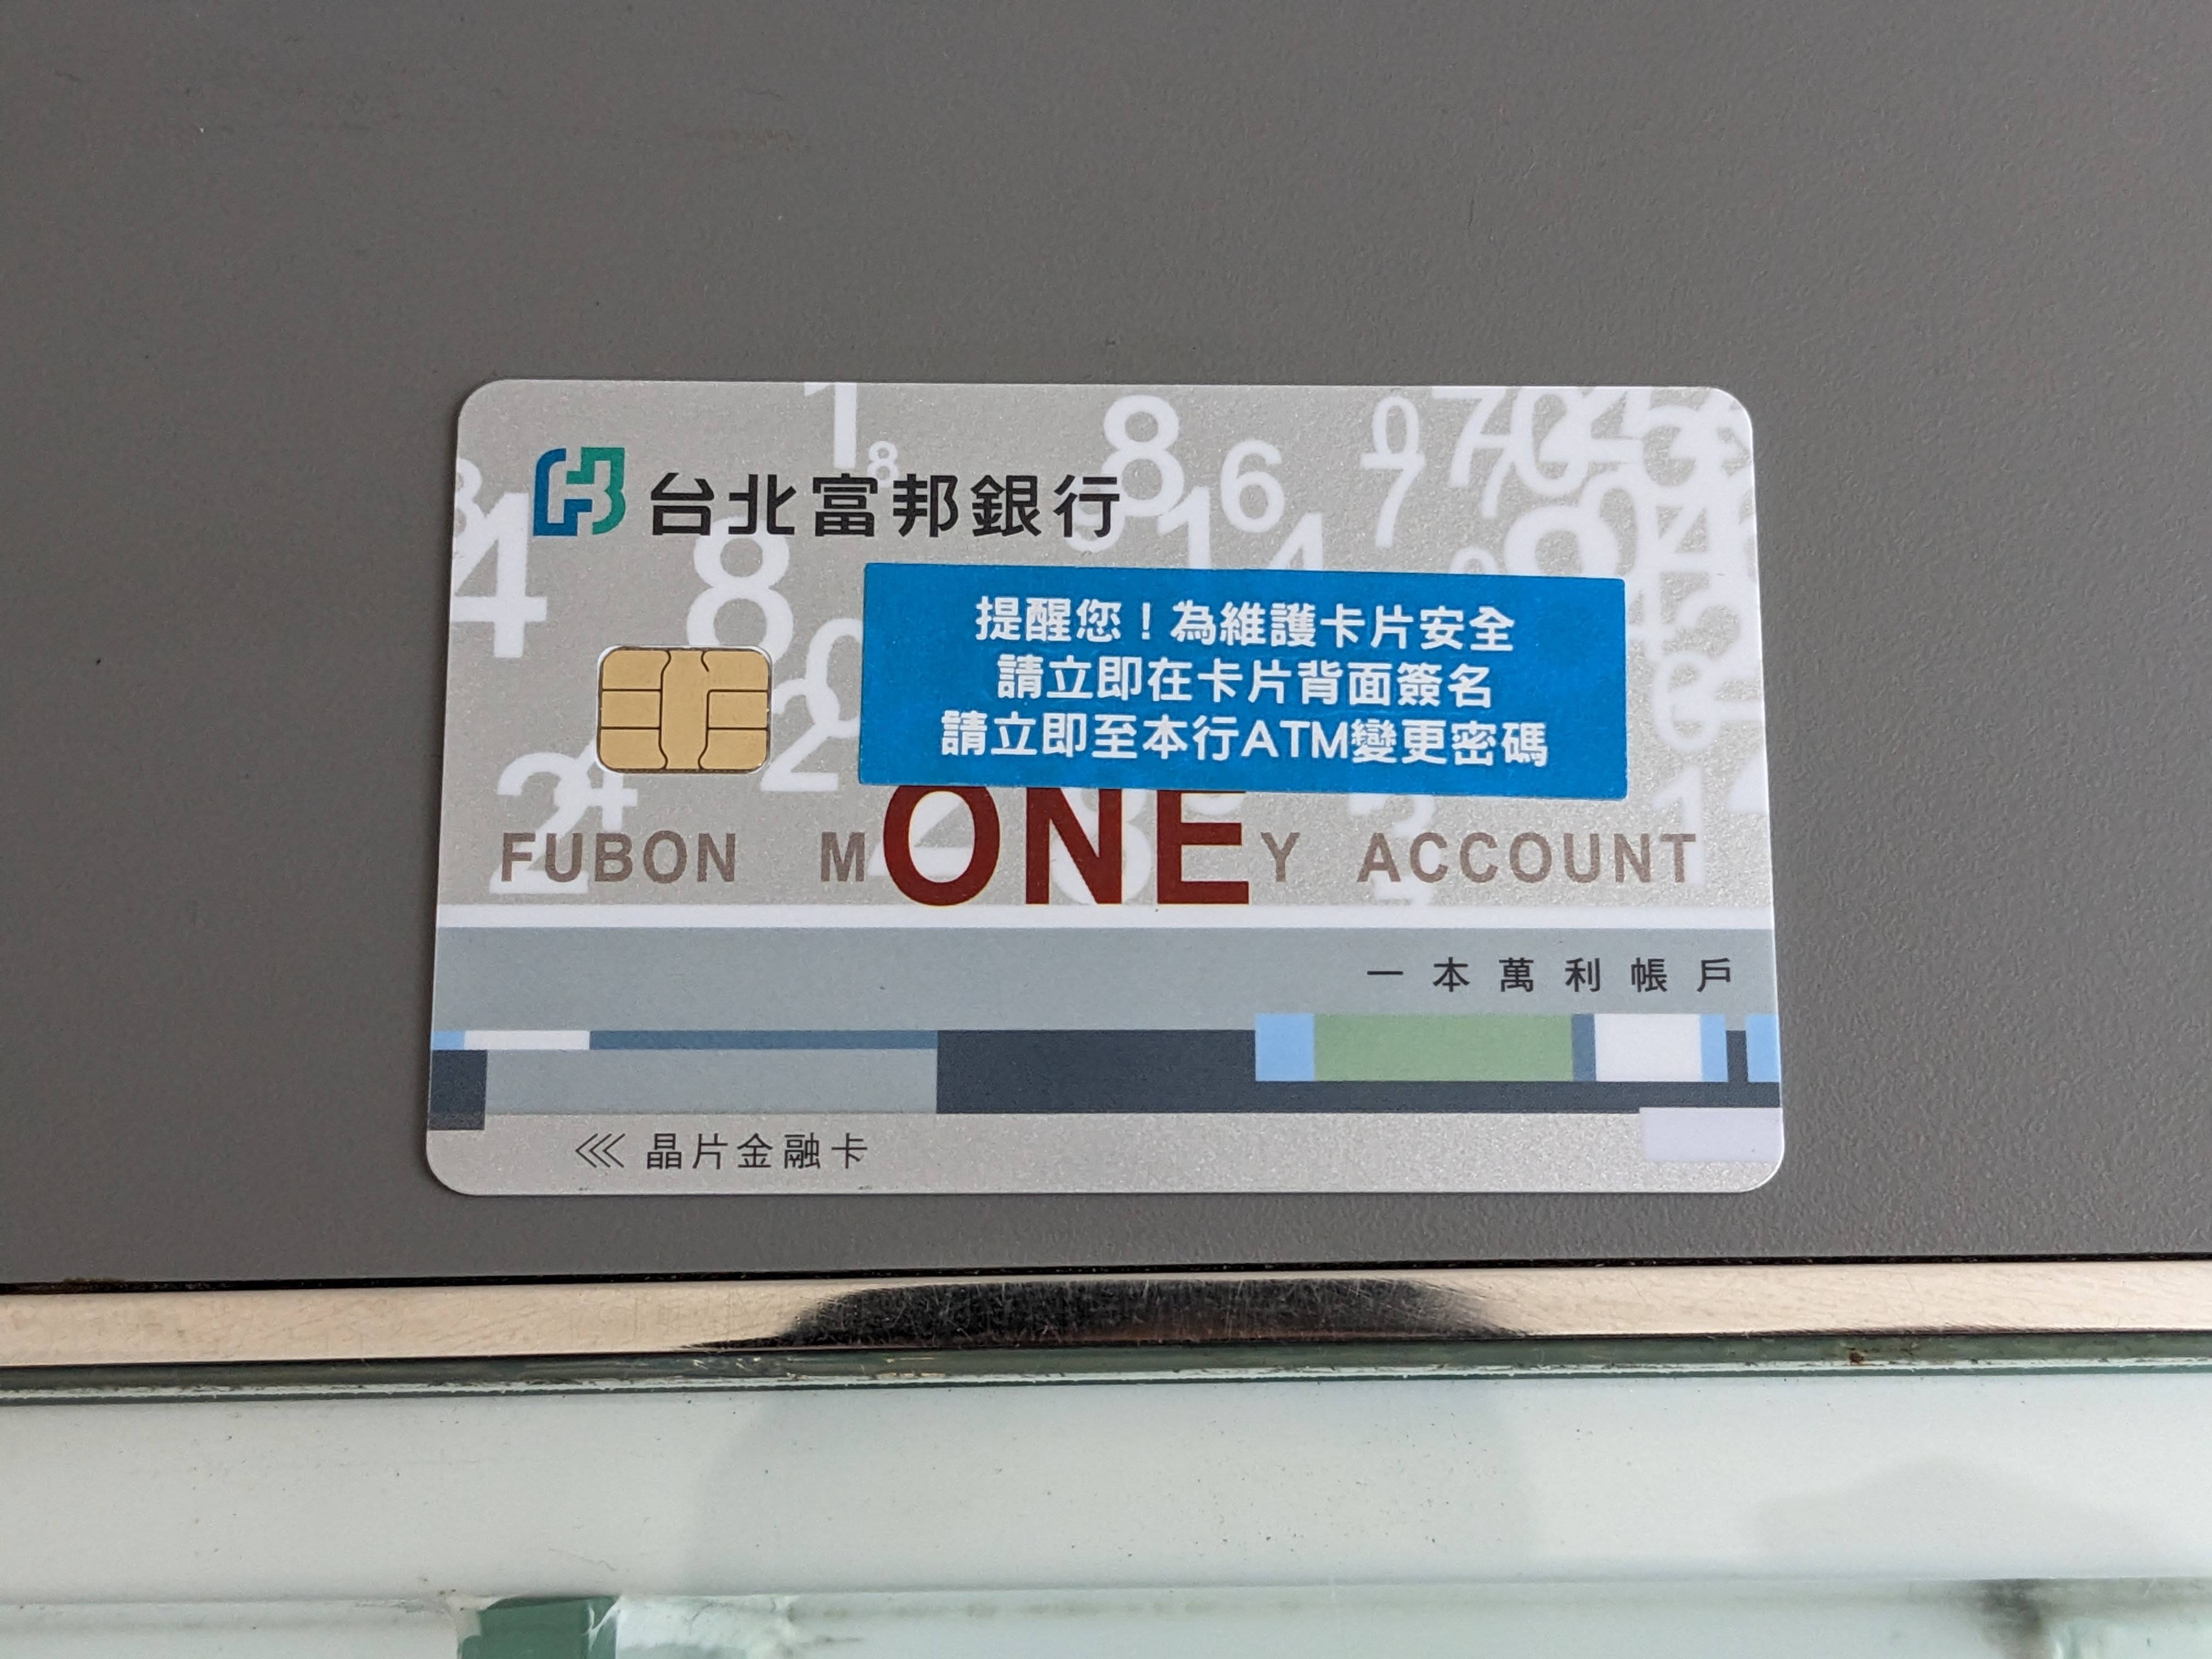 台北富邦銀行
提醒您！為維護卡片安全
請立即在卡片背面簽名
請立即至本行ATM變更密碼
FUBON MONEY ACCOUNT
一本萬利帳戶
晶片金融卡